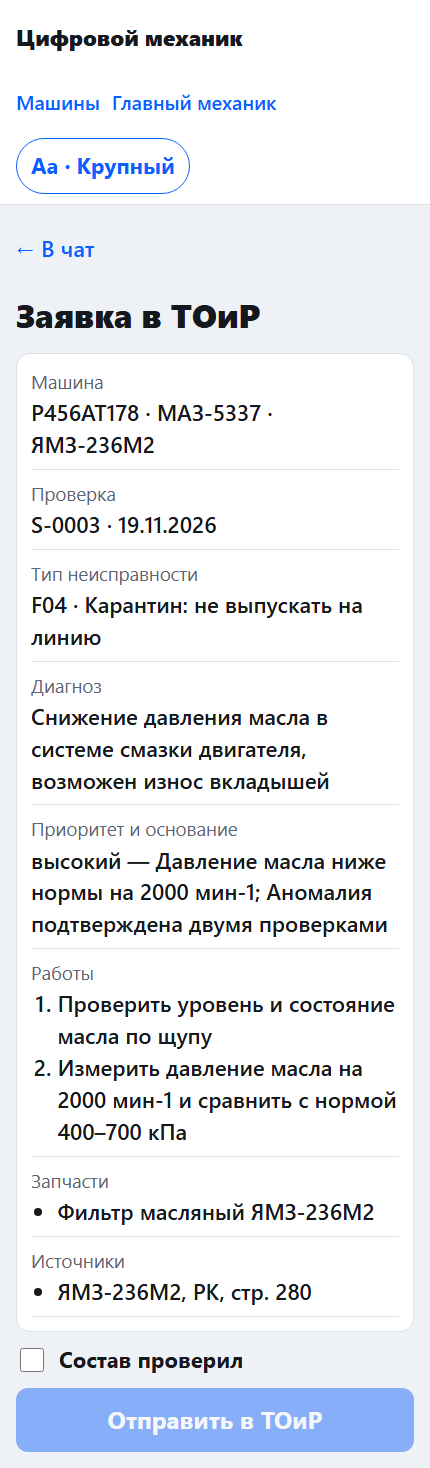 Цифровой механик
Машины Главный механик
Аа · Крупный
← В чат
Заявка в ТОиР
Машина
Р456АТ178 · МАЗ-5337 ·
ЯМЗ-236М2
Проверка
S-0003 · 19.11.2026
Тип неисправности
F04 · Карантин: не выпускать на
линию
Диагноз
Снижение давления масла в
системе смазки двигателя,
возможен износ вкладышей
Приоритет и основание
высокий — Давление масла ниже
нормы на 2000 мин-1; Аномалия
подтверждена двумя проверками
Работы
1. Проверить уровень и состояние
масла по щупу
2. Измерить давление масла на
2000 мин-1 и сравнить с нормой
400–700 кПа
Запчасти
• Фильтр масляный ЯМЗ-236М2
Источники
• ЯМЗ-236М2, РК, стр. 280
Состав проверил
Отправить в ТОиР